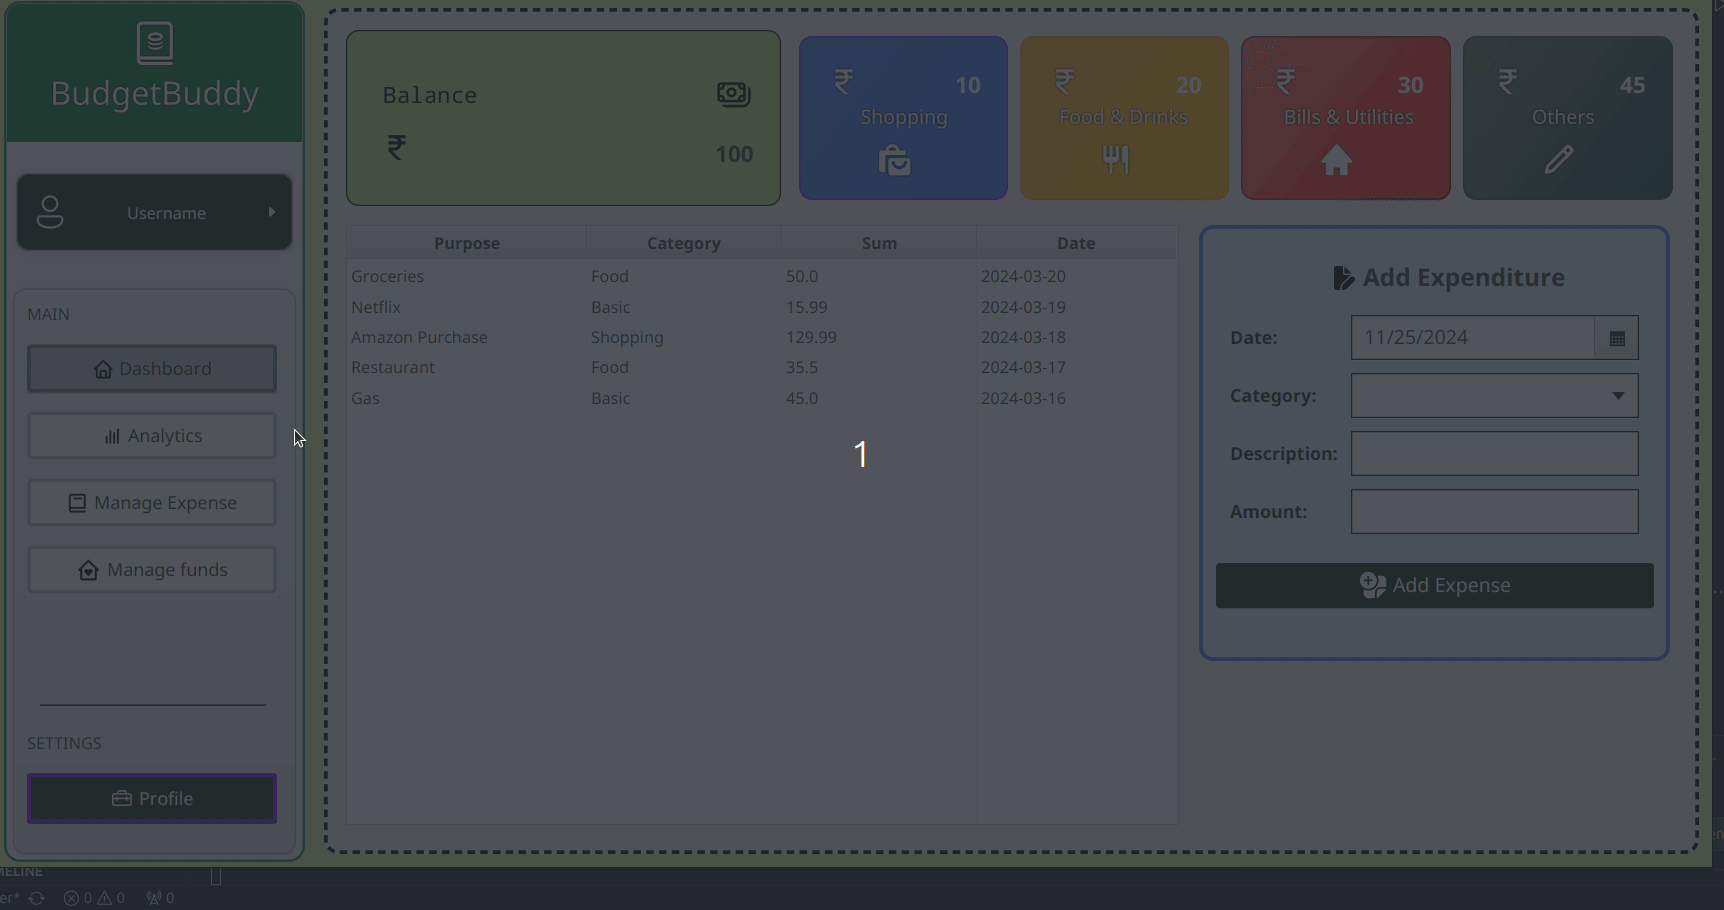 BudgetBuddy
Username
MAIN
Dashboard
Analytics
Manage Expense
Manage funds
SETTINGS
Profile
Balance
₹ 100
₹ 10
Shopping
₹ 20
Food & Drinks
₹ 30
Bills & Utilities
₹ 45
Others
Purpose Category Sum Date
Groceries Food 50.0 2024-03-20
Netflix Basic 15.99 2024-03-19
Amazon Purchase Shopping 129.99 2024-03-18
Restaurant Food 35.5 2024-03-17
Gas Basic 45.0 2024-03-16
1
Add Expenditure
Date: 11/25/2024
Category:
Description:
Amount:
Add Expense
MELINE
er* 0 0 0